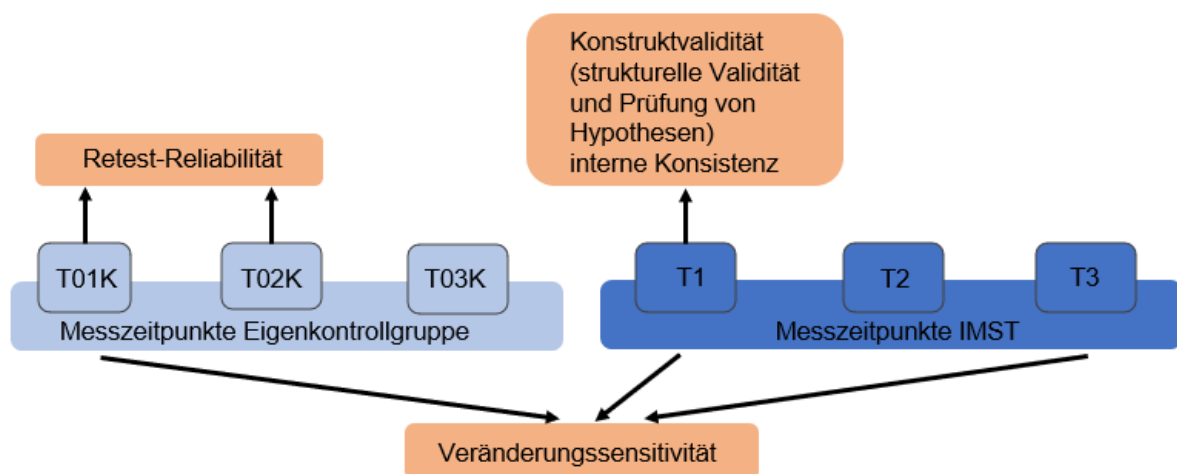 Konstruktvalidität
(strukturelle Validität
und Prüfung von
Hypothesen)
interne Konsistenz
Retest-Reliabilität
T01K
T02K
T03K
Messzeitpunkte Eigenkontrollgruppe
T1
T2
T3
Messzeitpunkte IMST
Veränderungssensitivität